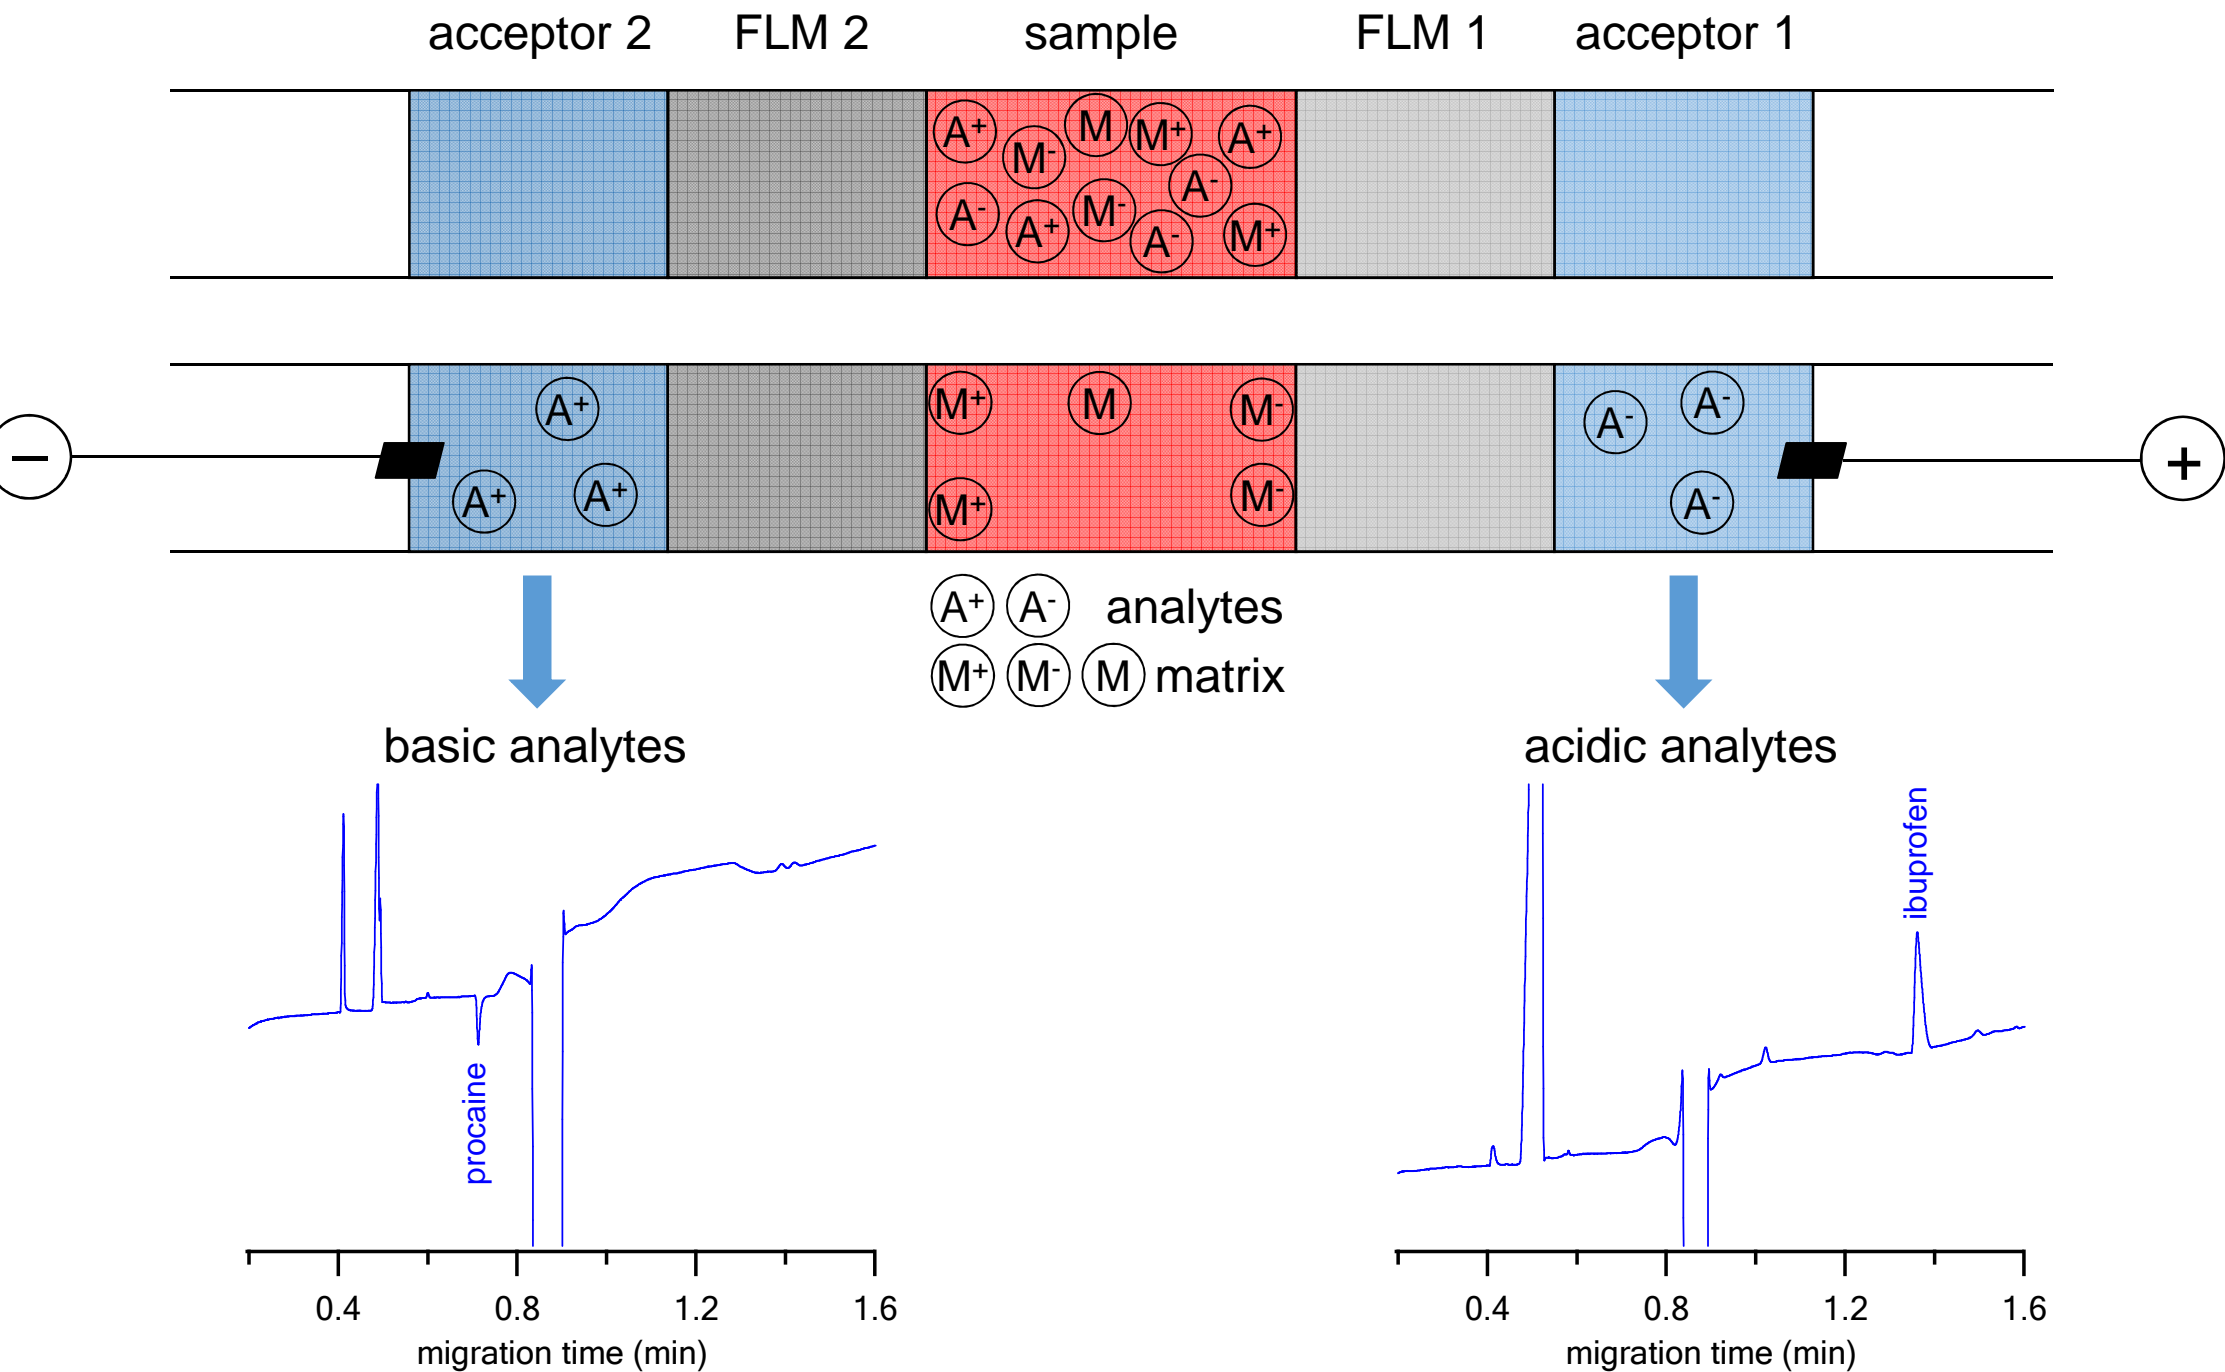 acceptor 2 FLM 2 sample FLM 1 acceptor 1
A+ M- M M+ A+
A- A+ M- A- A- M+
− A+ M+ M M- A- A- +
A+ A+ M+ M- A-
A+ A- analytes
M+ M- M matrix
basic analytes acidic analytes
procaine
ibuprofen
0.4 0.8 1.2 1.6
migration time (min)
0.4 0.8 1.2 1.6
migration time (min)